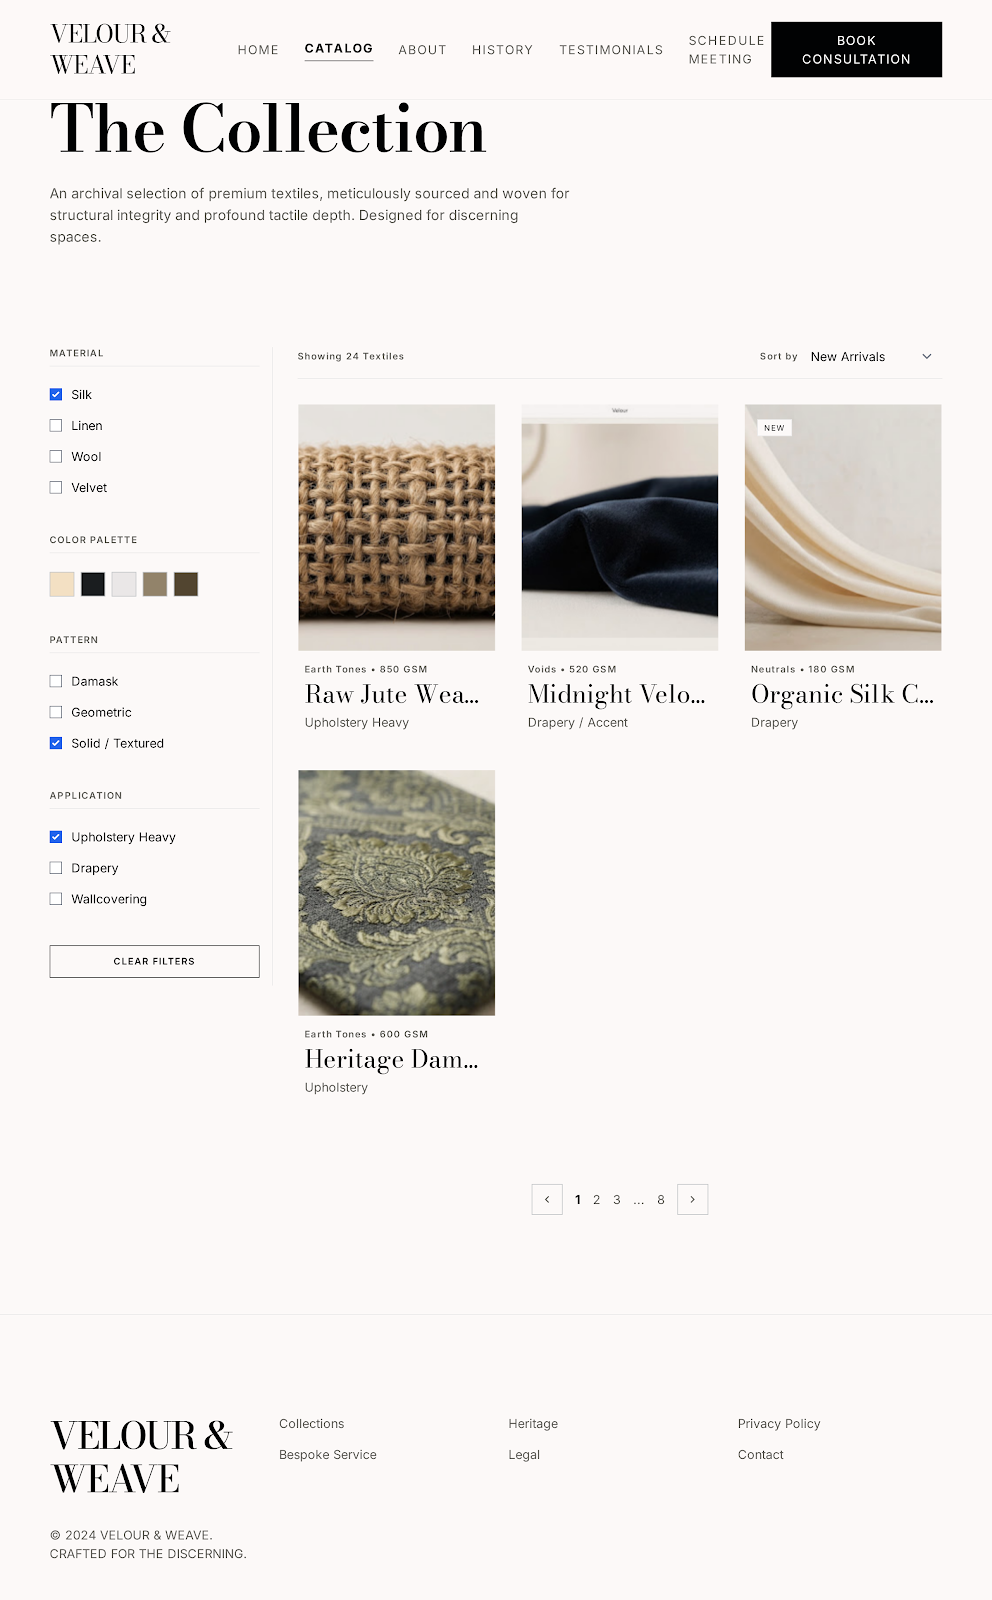 VELOUR &
WEAVE
HOME
CATALOG
ABOUT
HISTORY
TESTIMONIALS
SCHEDULE
MEETING
BOOK
CONSULTATION
The Collection
An archival selection of premium textiles, meticulously sourced and woven for
structural integrity and profound tactile depth. Designed for discerning
spaces.
MATERIAL
Silk
Linen
Wool
Velvet
COLOR PALETTE
PATTERN
Damask
Geometric
Solid / Textured
APPLICATION
Upholstery Heavy
Drapery
Wallcovering
CLEAR FILTERS
Showing 24 Textiles
Sort by New Arrivals
Earth Tones • 850 GSM
Raw Jute Wea...
Upholstery Heavy
Velour
Voids • 520 GSM
Midnight Velo...
Drapery / Accent
NEW
Neutrals • 180 GSM
Organic Silk C...
Drapery
Earth Tones • 600 GSM
Heritage Dam...
Upholstery
1 2 3 ... 8
VELOUR &
WEAVE
© 2024 VELOUR & WEAVE.
CRAFTED FOR THE DISCERNING.
Collections
Bespoke Service
Heritage
Legal
Privacy Policy
Contact